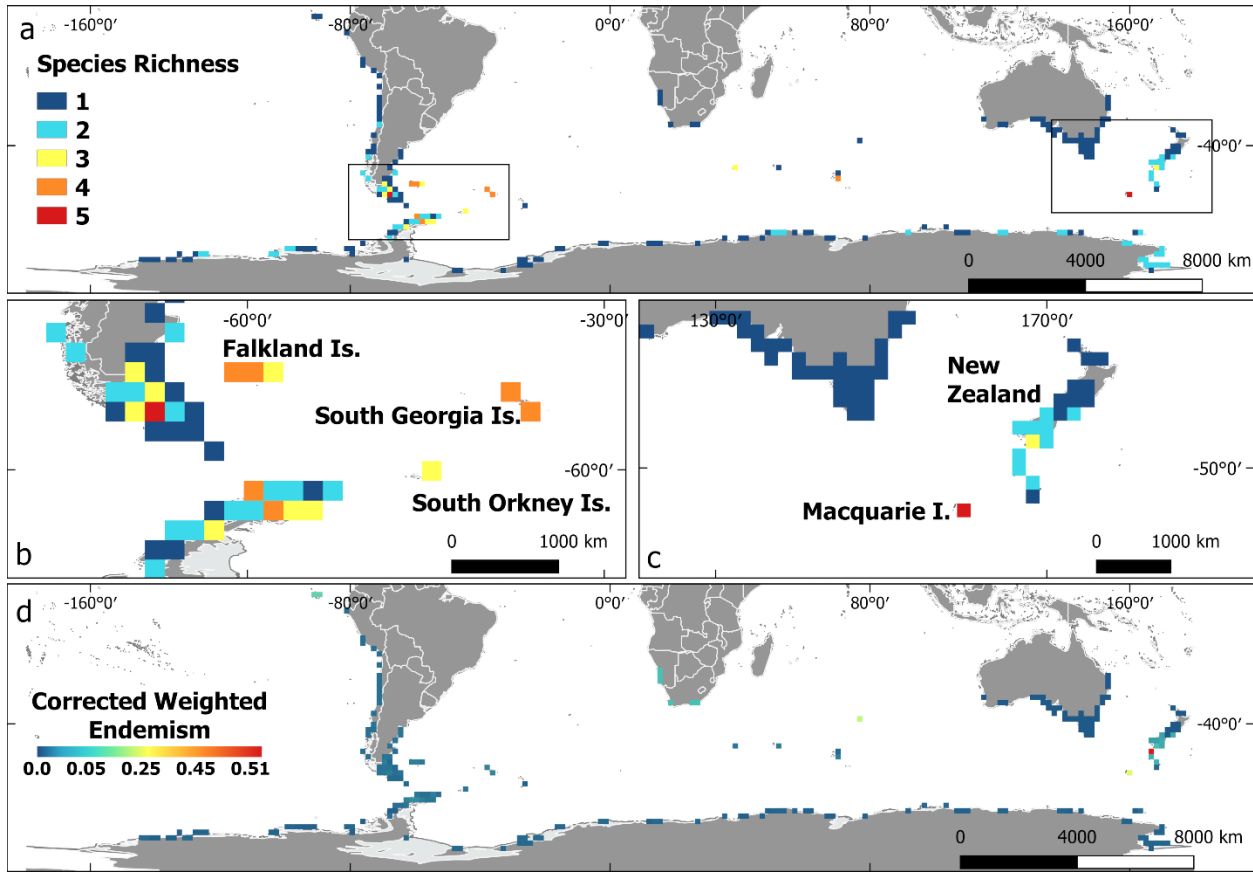 a
-160°0′ -80°0′ 0°0′ 80°0′ 160°0′
Species Richness
1
2
3
4
5
-40°0′
0 4000 8000 km
b
-60°0′ -30°0′
Falkland Is.
South Georgia Is.
-60°0′
South Orkney Is.
0 1000 km
c
130°0′ 170°0′
New
Zealand
-50°0′
Macquarie I.
0 1000 km
d
-160°0′ -80°0′ 0°0′ 80°0′ 160°0′
Corrected Weighted
Endemism
0.0 0.05 0.25 0.45 0.51
-40°0′
0 4000 8000 km